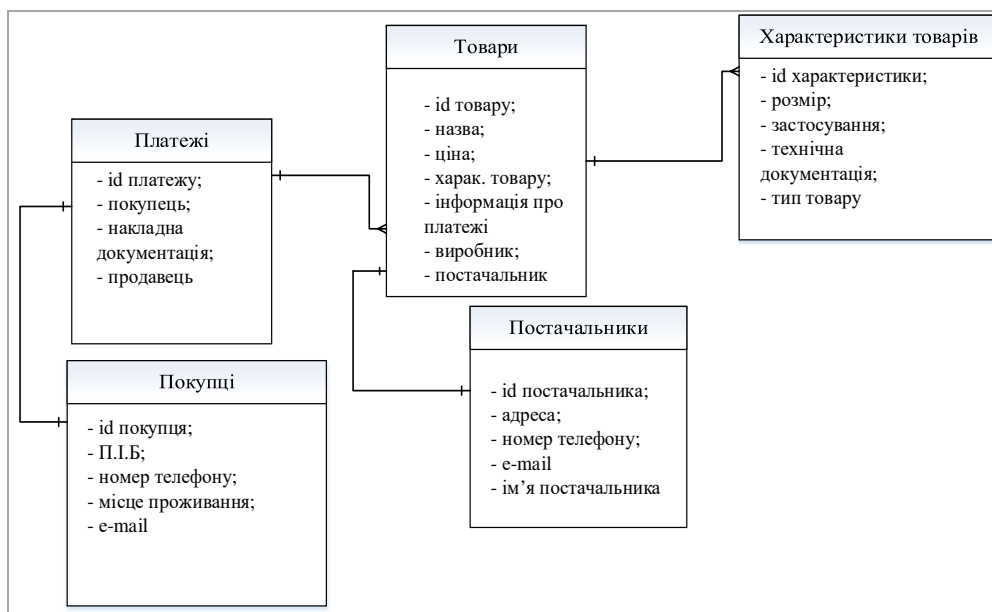 Товари
- id товару;
- назва;
- ціна;
- харак. товару;
- інформація про
платежі
- виробник;
- постачальник
Характеристики товарів
- id характеристики;
- розмір;
- застосування;
- технічна
документація;
- тип товару
Платежі
- id платежу;
- покупець;
- накладна
документація;
- продавець
Постачальники
- id постачальника;
- адреса;
- номер телефону;
- e-mail
- ім’я постачальника
Покупці
- id покупця;
- П.І.Б;
- номер телефону;
- місце проживання;
- e-mail